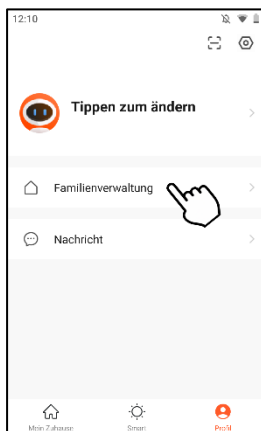 12:10
Tippen zum ändern
Familienverwaltung
Nachricht
Mein Zuhause
Smart
Profil